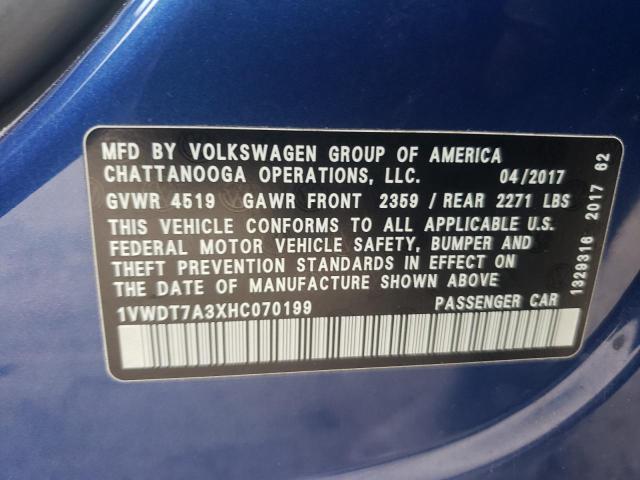 MFD BY VOLKSWAGEN GROUP OF AMERICA
CHATTANOOGA OPERATIONS, LLC. 04/2017
GVWR 4519 GAWR FRONT 2359 / REAR 2271 LBS
THIS VEHICLE CONFORMS TO ALL APPLICABLE U.S.
FEDERAL MOTOR VEHICLE SAFETY, BUMPER AND
THEFT PREVENTION STANDARDS IN EFFECT ON
THE DATE OF MANUFACTURE SHOWN ABOVE
1VWDT7A3XHC070199 PASSENGER CAR
1329316 2017 62